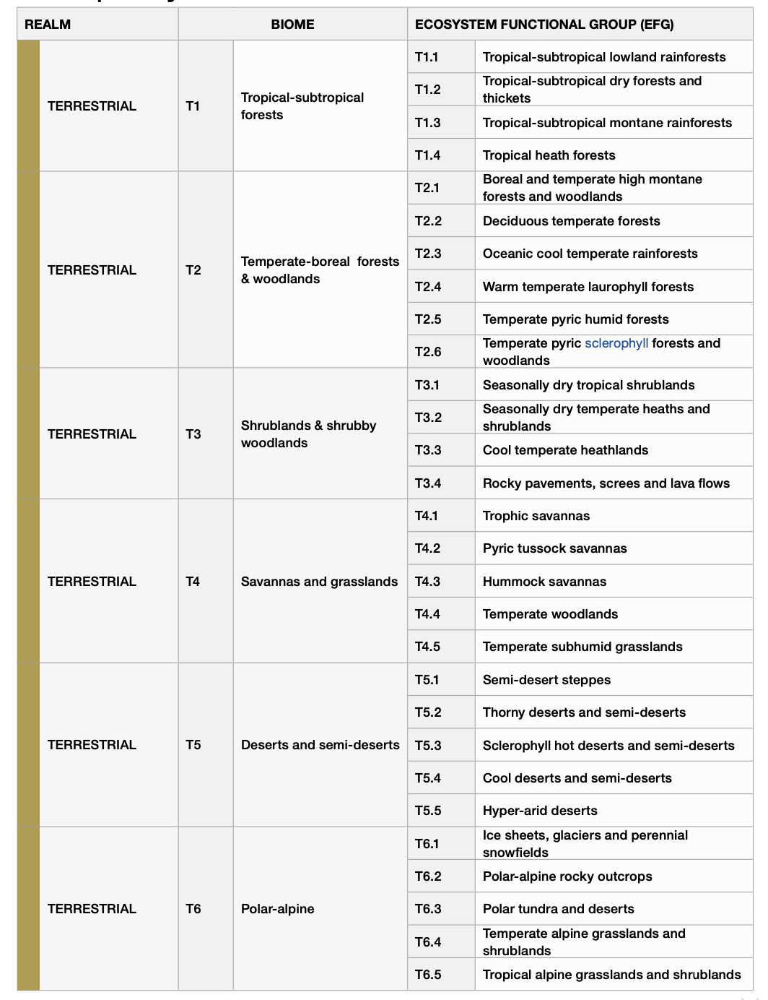 REALM BIOME ECOSYSTEM FUNCTIONAL GROUP (EFG)
TERRESTRIAL T1 Tropical-subtropical
forests
T1.1 Tropical-subtropical lowland rainforests
T1.2 Tropical-subtropical dry forests and
thickets
T1.3 Tropical-subtropical montane rainforests
T1.4 Tropical heath forests
TERRESTRIAL T2 Temperate-boreal forests
& woodlands
T2.1 Boreal and temperate high montane
forests and woodlands
T2.2 Deciduous temperate forests
T2.3 Oceanic cool temperate rainforests
T2.4 Warm temperate laurophyll forests
T2.5 Temperate pyric humid forests
T2.6 Temperate pyric sclerophyll forests and
woodlands
TERRESTRIAL T3 Shrublands & shrubby
woodlands
T3.1 Seasonally dry tropical shrublands
T3.2 Seasonally dry temperate heaths and
shrublands
T3.3 Cool temperate heathlands
T3.4 Rocky pavements, screes and lava flows
TERRESTRIAL T4 Savannas and grasslands
T4.1 Trophic savannas
T4.2 Pyric tussock savannas
T4.3 Hummock savannas
T4.4 Temperate woodlands
T4.5 Temperate subhumid grasslands
TERRESTRIAL T5 Deserts and semi-deserts
T5.1 Semi-desert steppes
T5.2 Thorny deserts and semi-deserts
T5.3 Sclerophyll hot deserts and semi-deserts
T5.4 Cool deserts and semi-deserts
T5.5 Hyper-arid deserts
TERRESTRIAL T6 Polar-alpine
T6.1 Ice sheets, glaciers and perennial
snowfields
T6.2 Polar-alpine rocky outcrops
T6.3 Polar tundra and deserts
T6.4 Temperate alpine grasslands and
shrublands
T6.5 Tropical alpine grasslands and shrublands